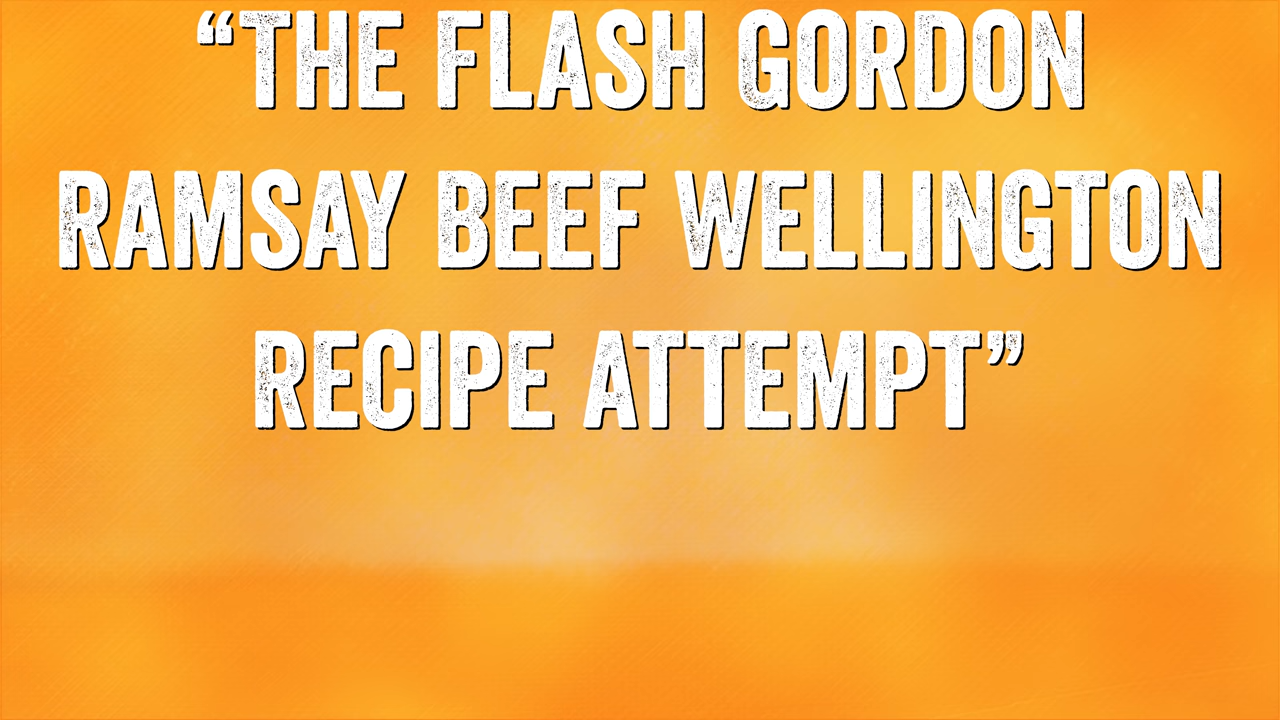 “THE FLASH GORDON
RAMSAY BEEF WELLINGTON
RECIPE ATTEMPT”